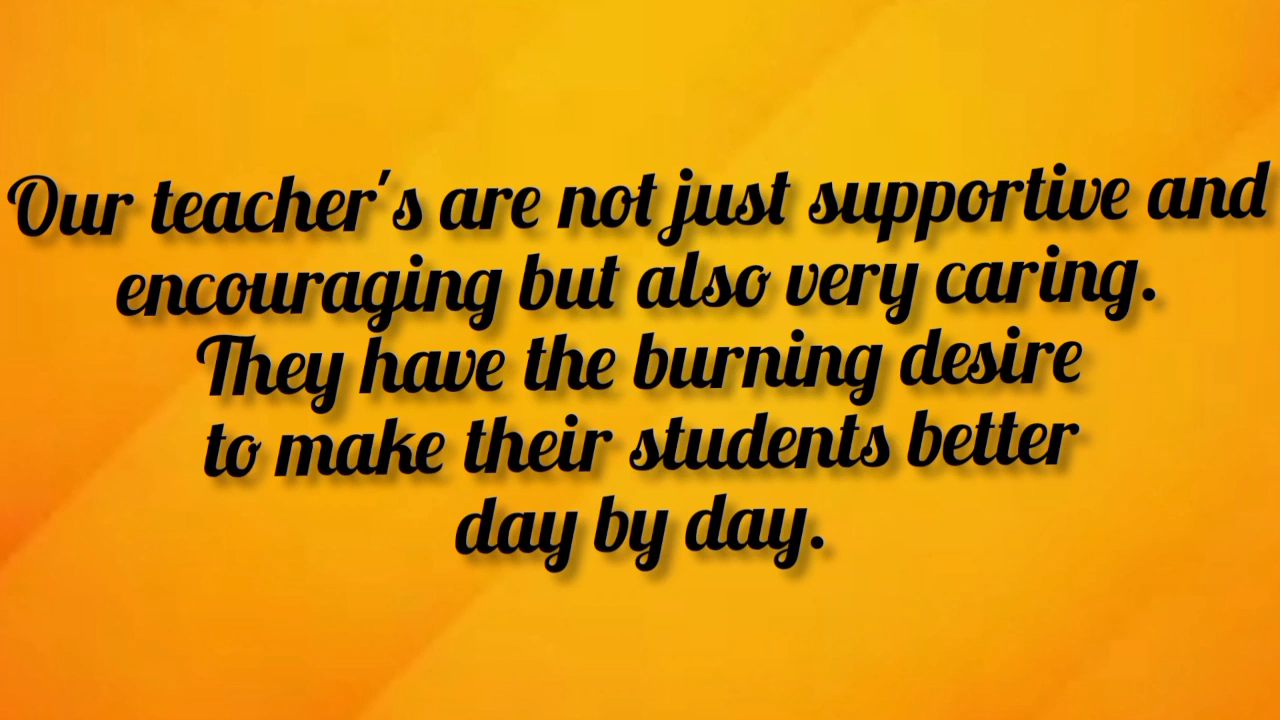 Our teacher's are not just supportive and
encouraging but also very caring.
They have the burning desire
to make their students better
day by day.